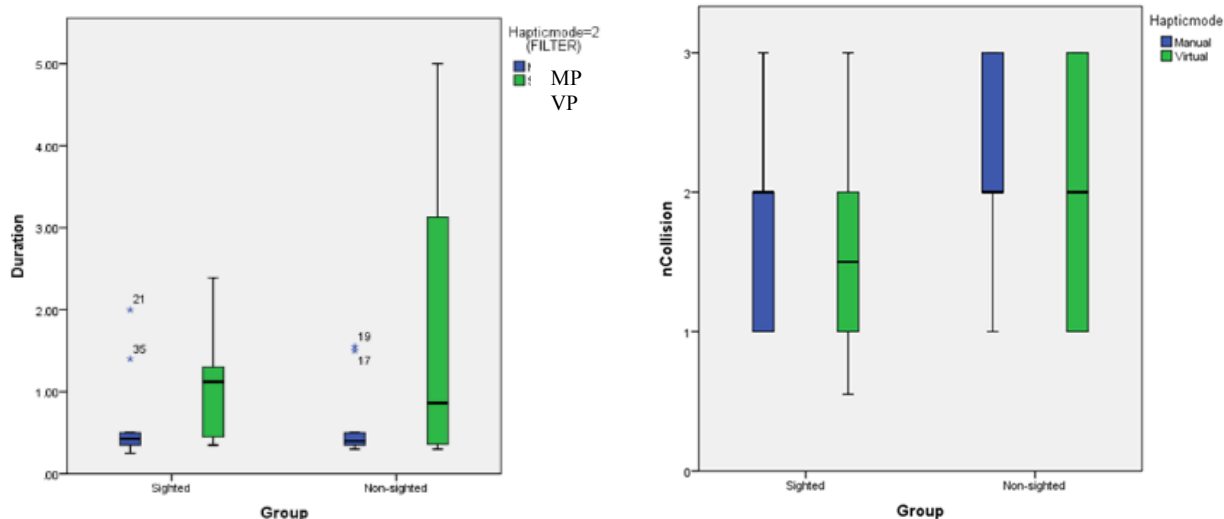 Hapticmode=2
(FILTER)
MP
VP
5.00
4.00
3.00
2.00
1.00
.00
Duration
21
35
19
17
Sighted
Non-sighted
Group
Hapticmode
Manual
Virtual
3
2
1
0
nCollision
Sighted
Non-sighted
Group